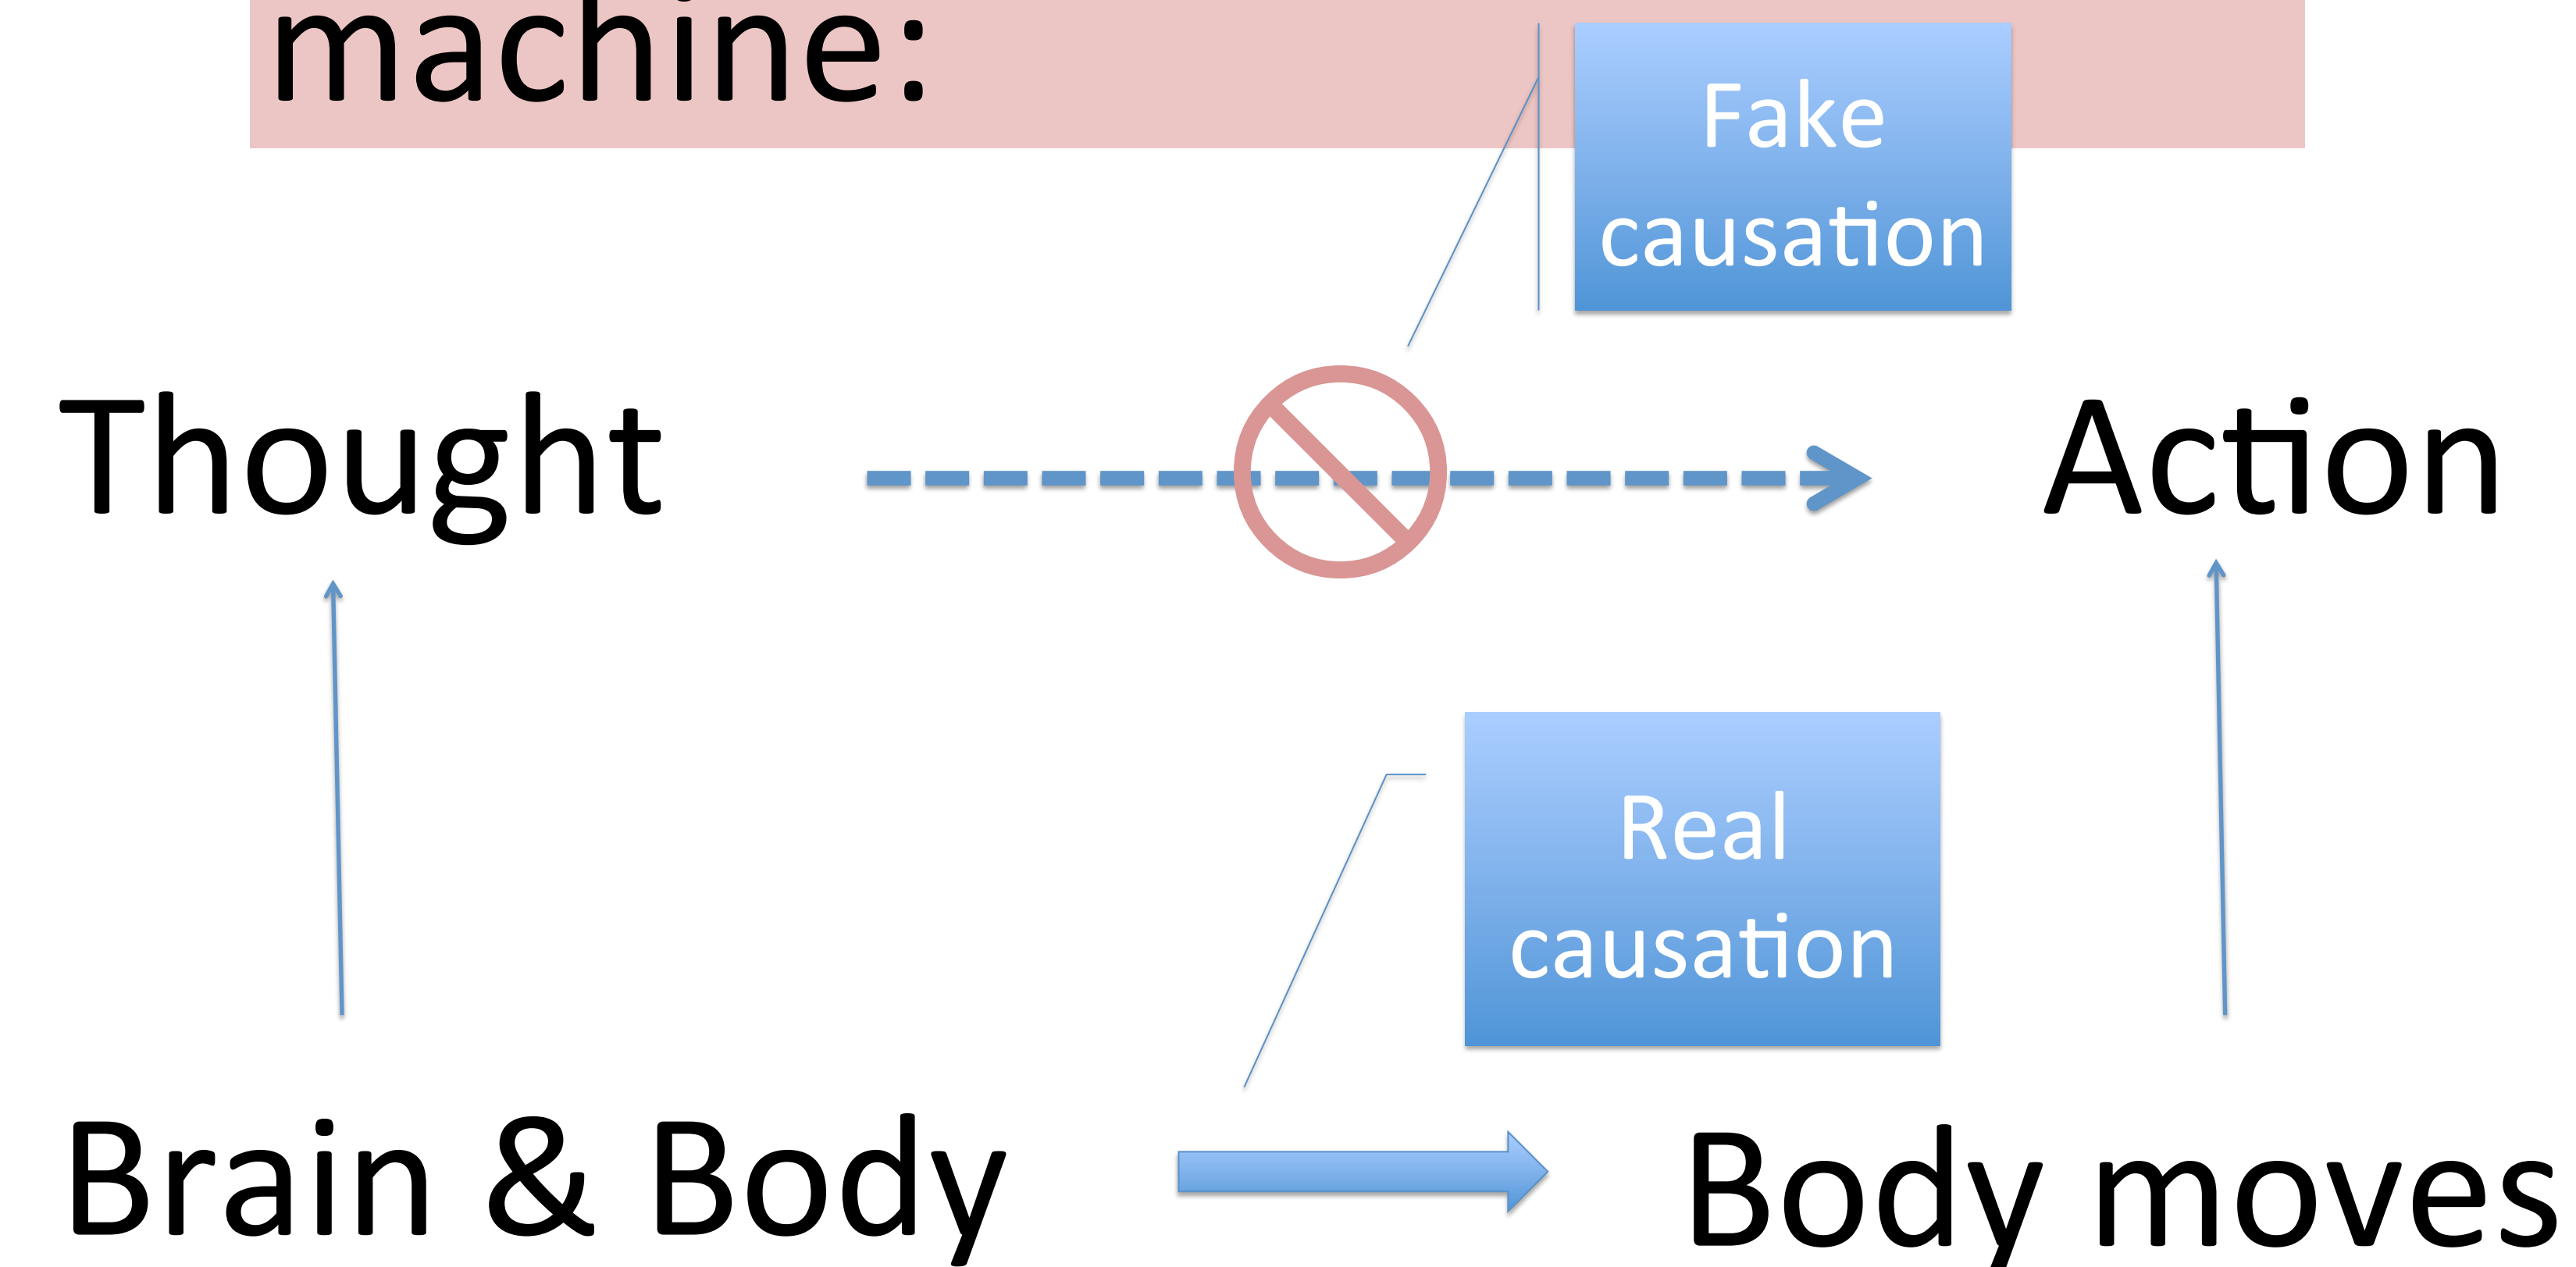 machine:
Fake
causation
Thought
Action
Real
causation
Brain & Body
Body moves